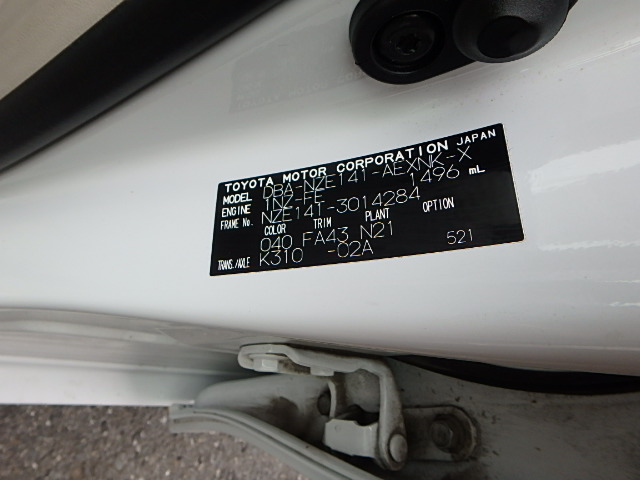 TOYOTA MOTOR CORPORATION JAPAN
MODEL DBA-NZE141-AEXNK-X
ENGINE 1NZ-FE 1496 mL
FRAME No. NZE141-3014284
COLOR TRIM PLANT OPTION
040 FA43 N21
TRANS./AXLE K310 -02A 521